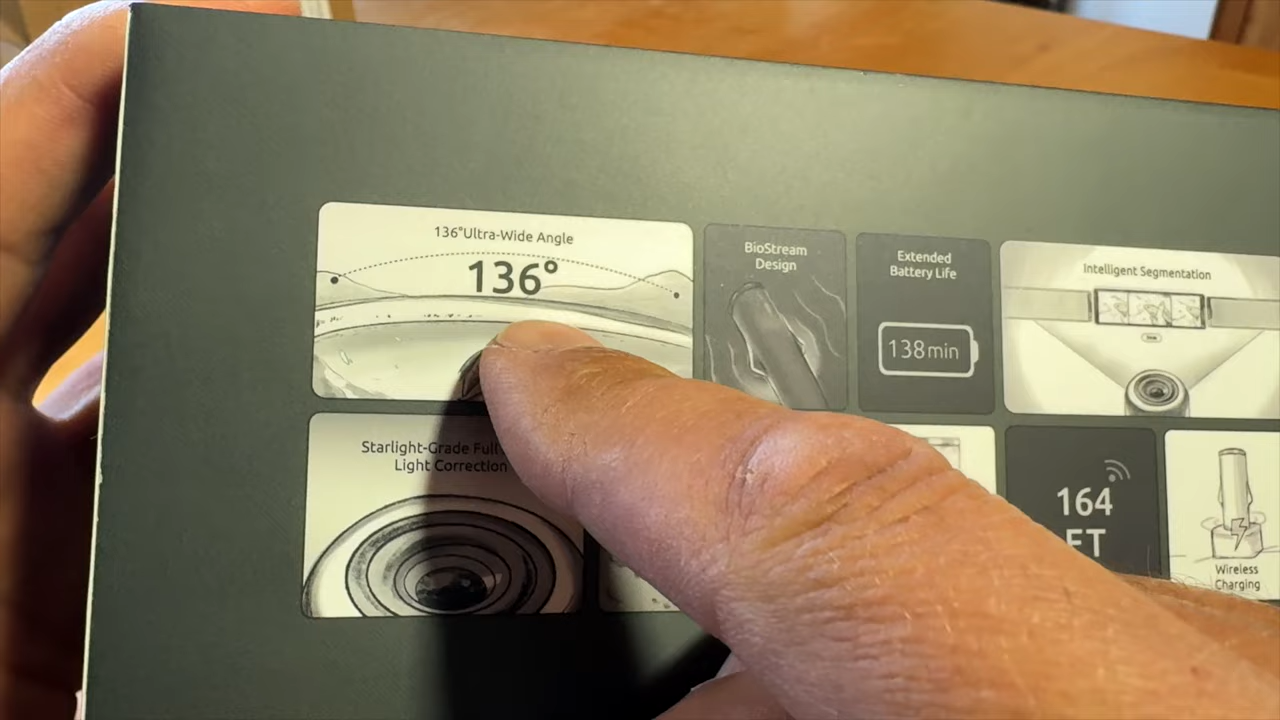 136°Ultra-Wide Angle
136°
BioStream
Design
Extended
Battery Life
138min
Intelligent Segmentation
Starlight-Grade Full
Light Correction
164
FT
Wireless
Charging